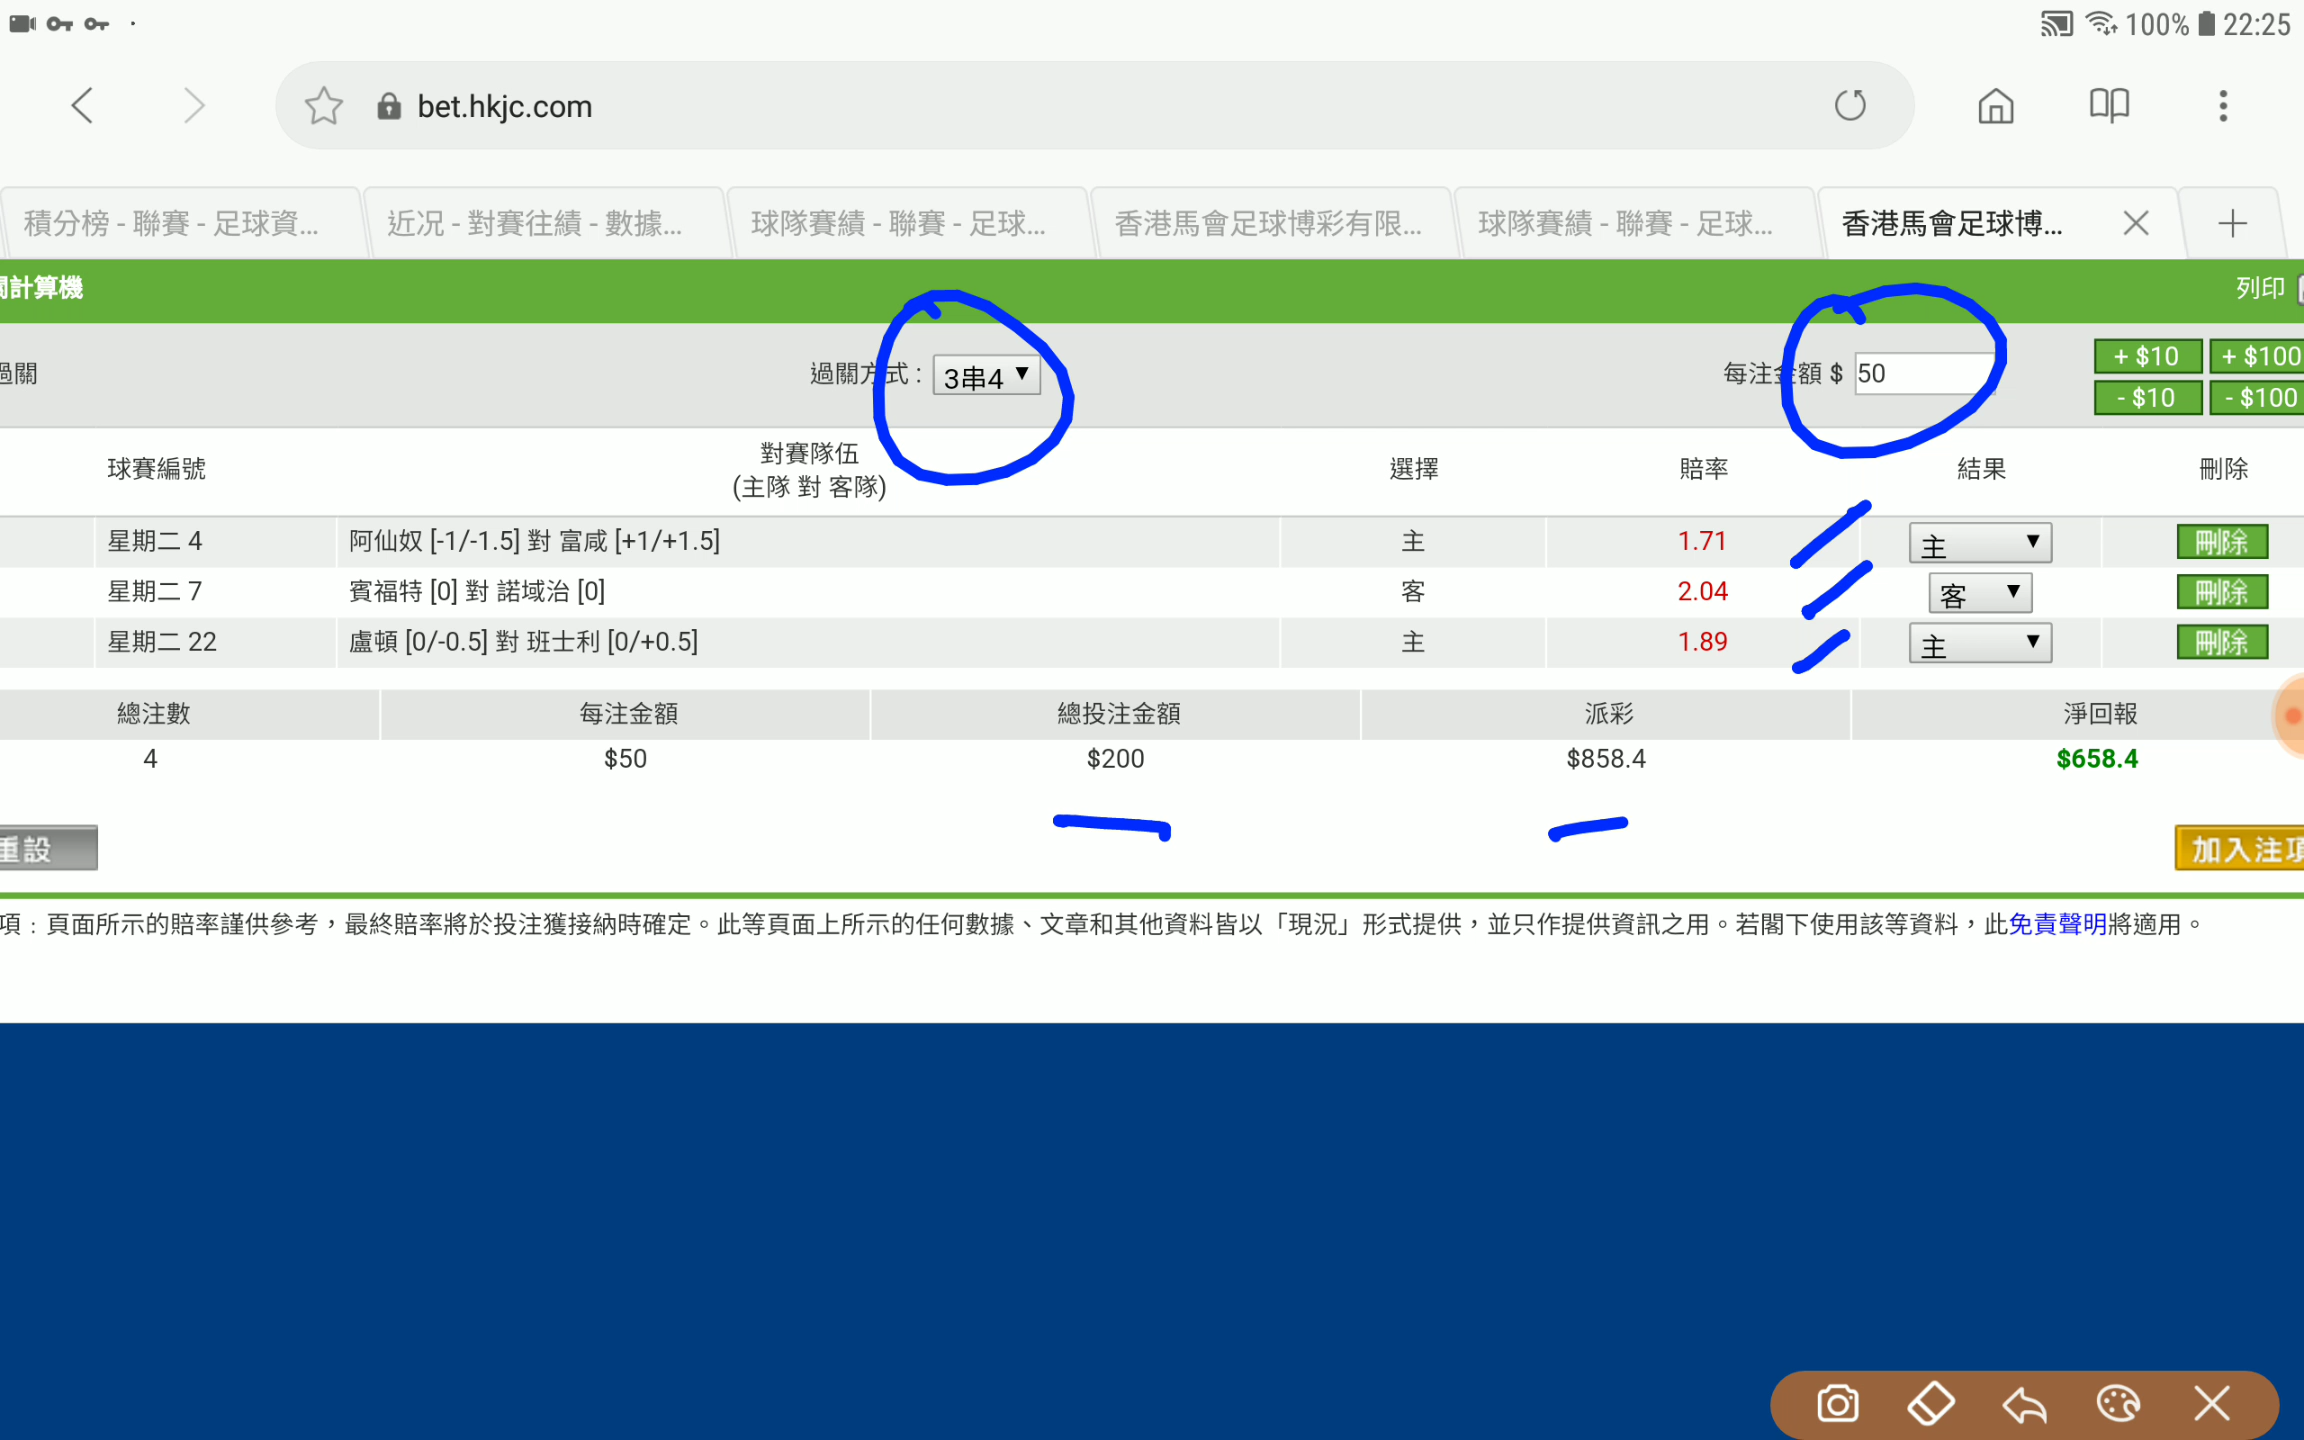 100% 22:25
bet.hkjc.com
積分榜 - 聯賽 - 足球資...
近況 - 對賽往績 - 數據...
球隊賽績 - 聯賽 - 足球...
香港馬會足球博彩有限...
球隊賽績 - 聯賽 - 足球...
香港馬會足球博...
計算機
列印
過關
過關方式 : 3串4
每注金額 $ 50
+ $10 + $100
- $10 - $100
球賽編號
對賽隊伍
(主隊 對 客隊)
選擇
賠率
結果
刪除
星期二 4 阿仙奴 [-1/-1.5] 對 富咸 [+1/+1.5] 主 1.71 主 刪除
星期二 7 賓福特 [0] 對 諾域治 [0] 客 2.04 客 刪除
星期二 22 盧頓 [0/-0.5] 對 班士利 [0/+0.5] 主 1.89 主 刪除
總注數 每注金額 總投注金額 派彩 淨回報
4 $50 $200 $858.4 $658.4
重設
加入注項
項 : 頁面所示的賠率謹供參考，最終賠率將於投注獲接納時確定。此等頁面上所示的任何數據、文章和其他資料皆以「現況」形式提供，並只作提供資訊之用。若閣下使用該等資料，此免責聲明將適用。